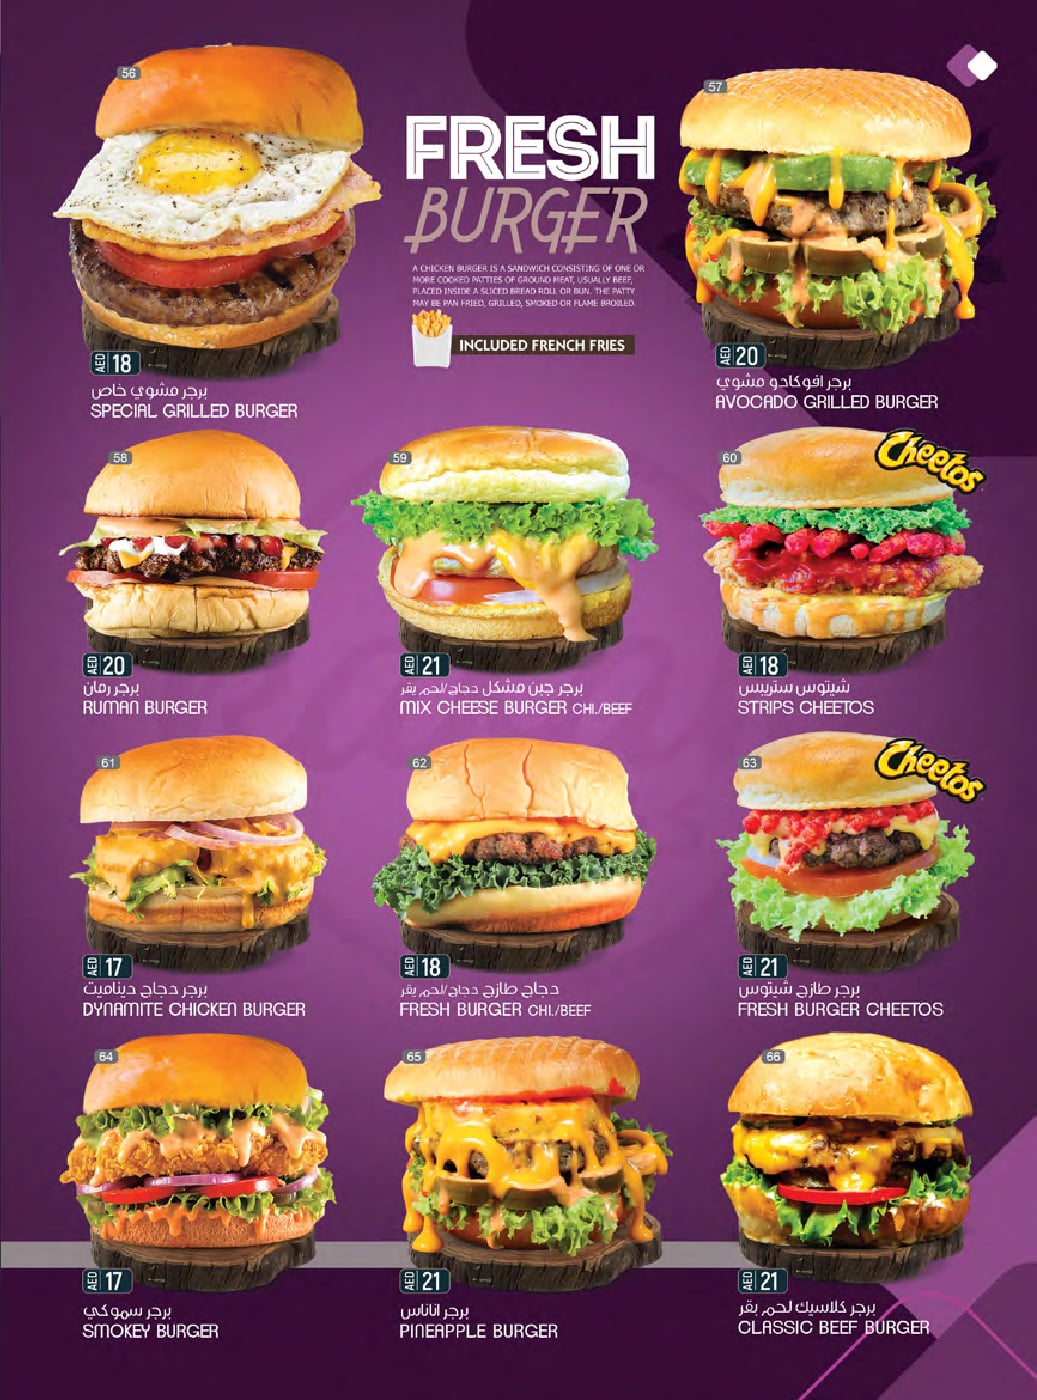 56
57
FRESH
BURGER
A CHICKEN BURGER IS A SANDWICH CONSISTING OF ONE OR
MORE COOKED PATTIES OF GROUND MEAT, USUALLY BEEF,
PLACED INSIDE A SLICED BREAD ROLL OR BUN. THE PATTY
MAY BE PAN FRIED, GRILLED, SMOKED OR FLAME BROILED.
INCLUDED FRENCH FRIES
AED 18
برجر مشوي خاص
SPECIAL GRILLED BURGER
AED 20
برجر افوكادو مشوي
AVOCADO GRILLED BURGER
58
59
60
Cheetos
AED 20
برجر رمان
RUMAN BURGER
AED 21
برجر جبن مشكل دجاج/لحم بقر
MIX CHEESE BURGER CHI./BEEF
AED 18
شيتوس ستريبس
STRIPS CHEETOS
61
62
63
Cheetos
AED 17
برجر دجاج ديناميت
DYNAMITE CHICKEN BURGER
AED 18
دجاج طازج دجاج/لحم بقر
FRESH BURGER CHI./BEEF
AED 21
برجر طازج شيتوس
FRESH BURGER CHEETOS
64
65
66
AED 17
برجر سموكي
SMOKEY BURGER
AED 21
برجر اناناس
PINEAPPLE BURGER
AED 21
برجر كلاسيك لحم بقر
CLASSIC BEEF BURGER